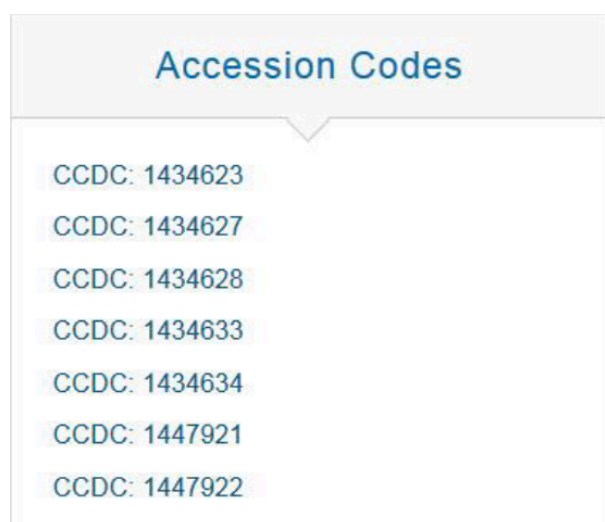 Accession Codes
CCDC: 1434623
CCDC: 1434627
CCDC: 1434628
CCDC: 1434633
CCDC: 1434634
CCDC: 1447921
CCDC: 1447922